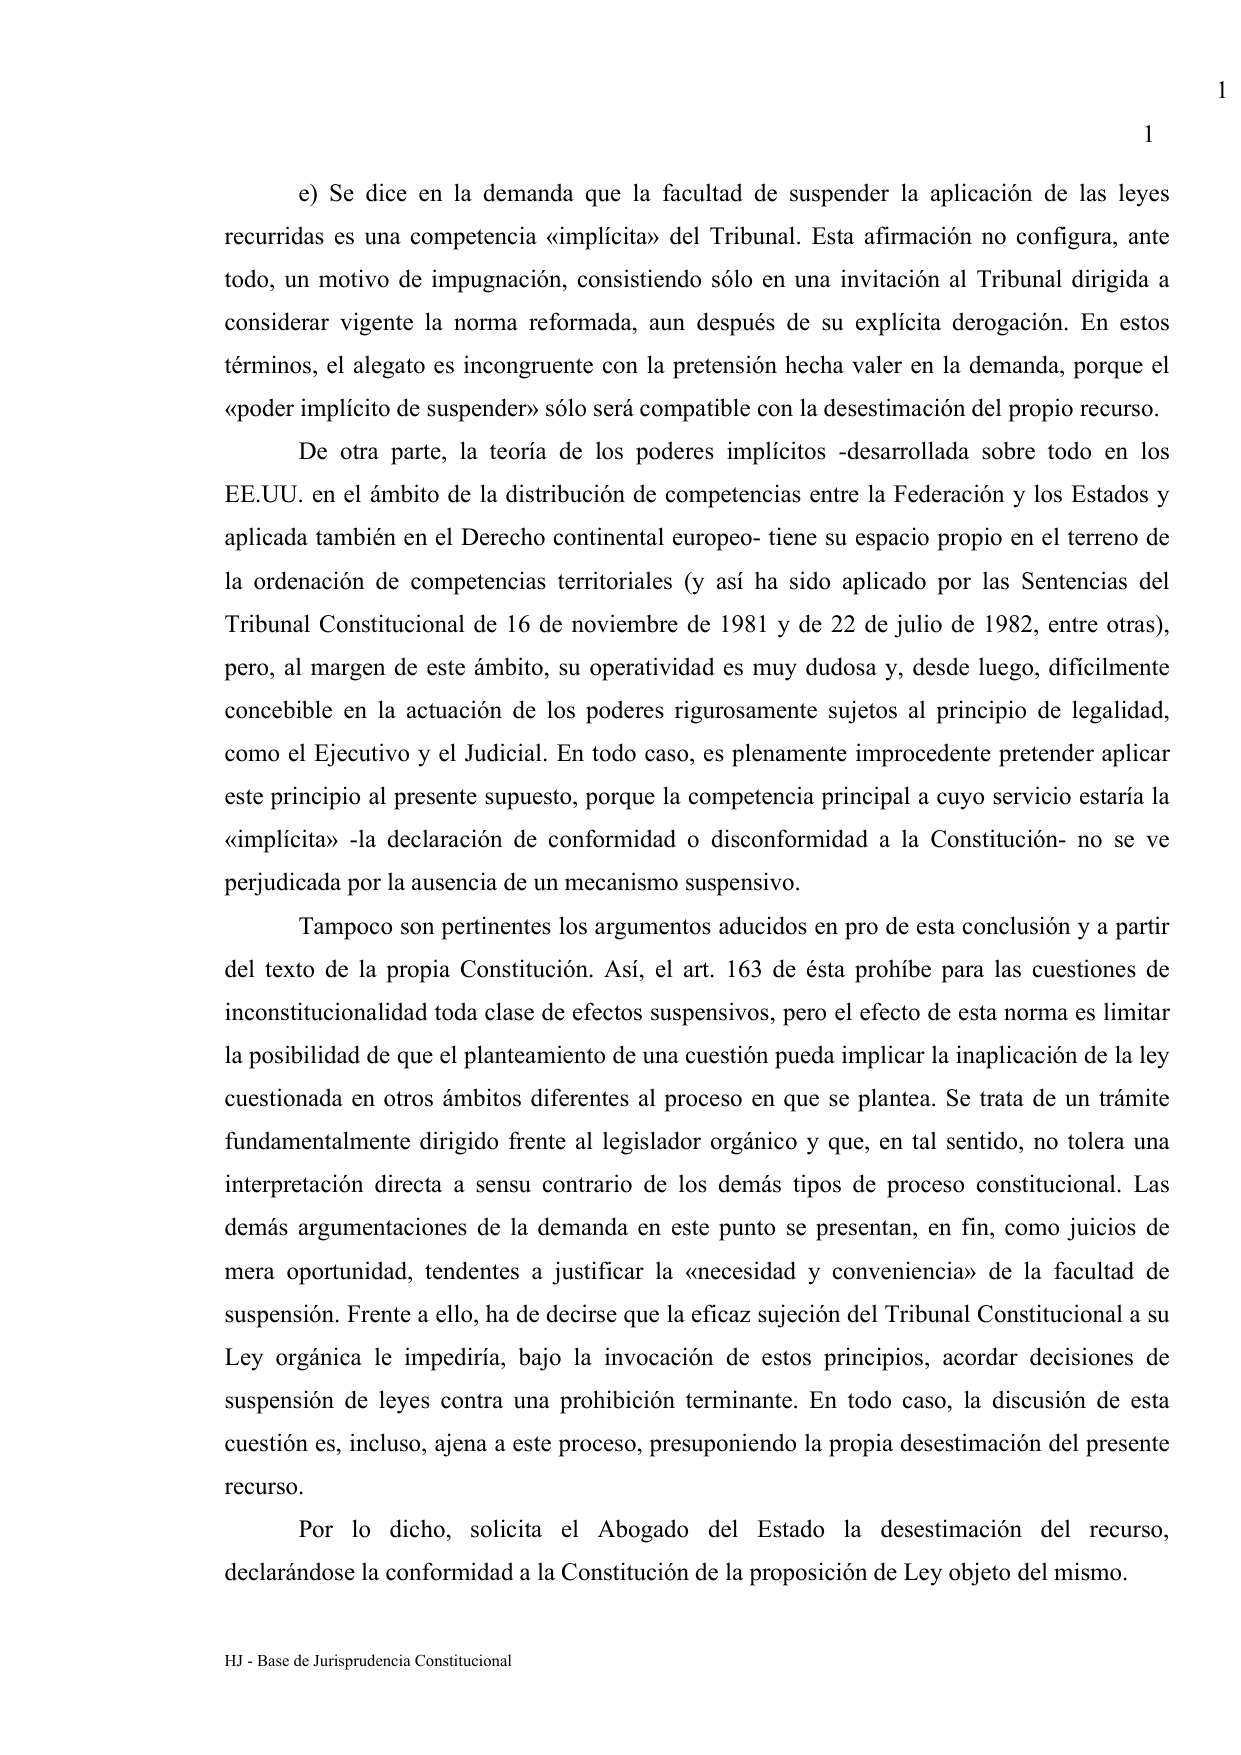 1
1
e) Se dice en la demanda que la facultad de suspender la aplicación de las leyes
recurridas es una competencia «implícita» del Tribunal. Esta afirmación no configura, ante
todo, un motivo de impugnación, consistiendo sólo en una invitación al Tribunal dirigida a
considerar vigente la norma reformada, aun después de su explícita derogación. En estos
términos, el alegato es incongruente con la pretensión hecha valer en la demanda, porque el
«poder implícito de suspender» sólo será compatible con la desestimación del propio recurso.
De otra parte, la teoría de los poderes implícitos -desarrollada sobre todo en los
EE.UU. en el ámbito de la distribución de competencias entre la Federación y los Estados y
aplicada también en el Derecho continental europeo- tiene su espacio propio en el terreno de
la ordenación de competencias territoriales (y así ha sido aplicado por las Sentencias del
Tribunal Constitucional de 16 de noviembre de 1981 y de 22 de julio de 1982, entre otras),
pero, al margen de este ámbito, su operatividad es muy dudosa y, desde luego, difícilmente
concebible en la actuación de los poderes rigurosamente sujetos al principio de legalidad,
como el Ejecutivo y el Judicial. En todo caso, es plenamente improcedente pretender aplicar
este principio al presente supuesto, porque la competencia principal a cuyo servicio estaría la
«implícita» -la declaración de conformidad o disconformidad a la Constitución- no se ve
perjudicada por la ausencia de un mecanismo suspensivo.
Tampoco son pertinentes los argumentos aducidos en pro de esta conclusión y a partir
del texto de la propia Constitución. Así, el art. 163 de ésta prohíbe para las cuestiones de
inconstitucionalidad toda clase de efectos suspensivos, pero el efecto de esta norma es limitar
la posibilidad de que el planteamiento de una cuestión pueda implicar la inaplicación de la ley
cuestionada en otros ámbitos diferentes al proceso en que se plantea. Se trata de un trámite
fundamentalmente dirigido frente al legislador orgánico y que, en tal sentido, no tolera una
interpretación directa a sensu contrario de los demás tipos de proceso constitucional. Las
demás argumentaciones de la demanda en este punto se presentan, en fin, como juicios de
mera oportunidad, tendentes a justificar la «necesidad y conveniencia» de la facultad de
suspensión. Frente a ello, ha de decirse que la eficaz sujeción del Tribunal Constitucional a su
Ley orgánica le impediría, bajo la invocación de estos principios, acordar decisiones de
suspensión de leyes contra una prohibición terminante. En todo caso, la discusión de esta
cuestión es, incluso, ajena a este proceso, presuponiendo la propia desestimación del presente
recurso.
Por lo dicho, solicita el Abogado del Estado la desestimación del recurso,
declarándose la conformidad a la Constitución de la proposición de Ley objeto del mismo.
HJ - Base de Jurisprudencia Constitucional